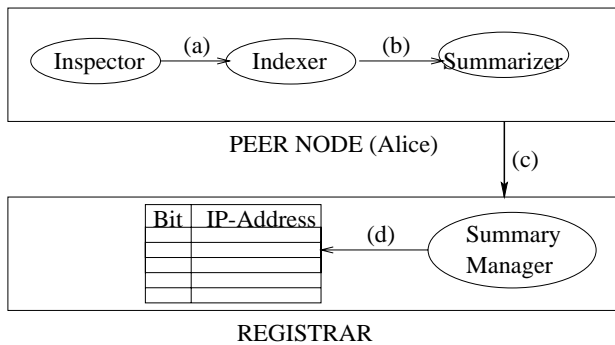 (a)
(b)
Inspector
Indexer
Summarizer
PEER NODE (Alice)
(c)
Bit
IP-Address
(d)
Summary
Manager
REGISTRAR